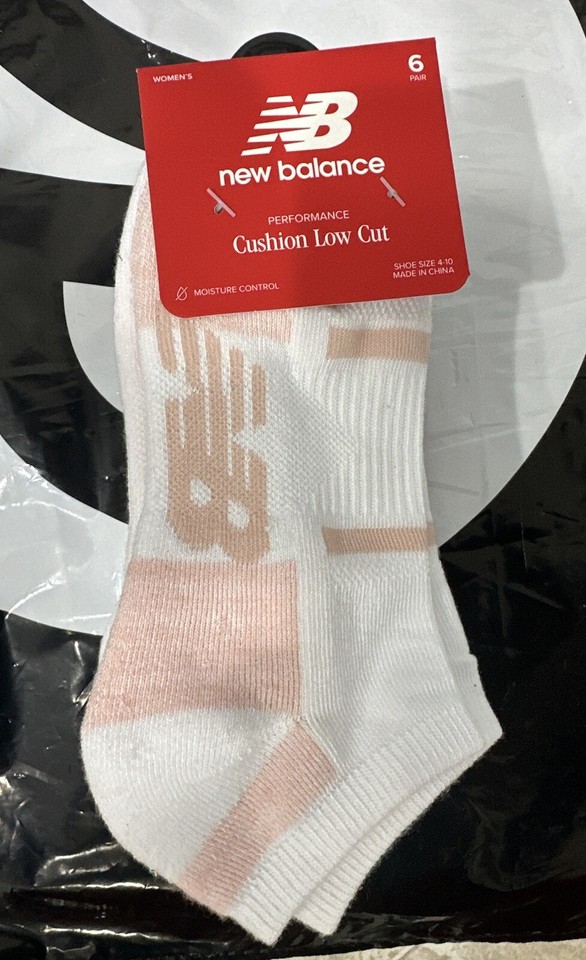 WOMEN'S
6
PAIR
NB
new balance
PERFORMANCE
Cushion Low Cut
SHOE SIZE 4-10
MADE IN CHINA
MOISTURE CONTROL
NB